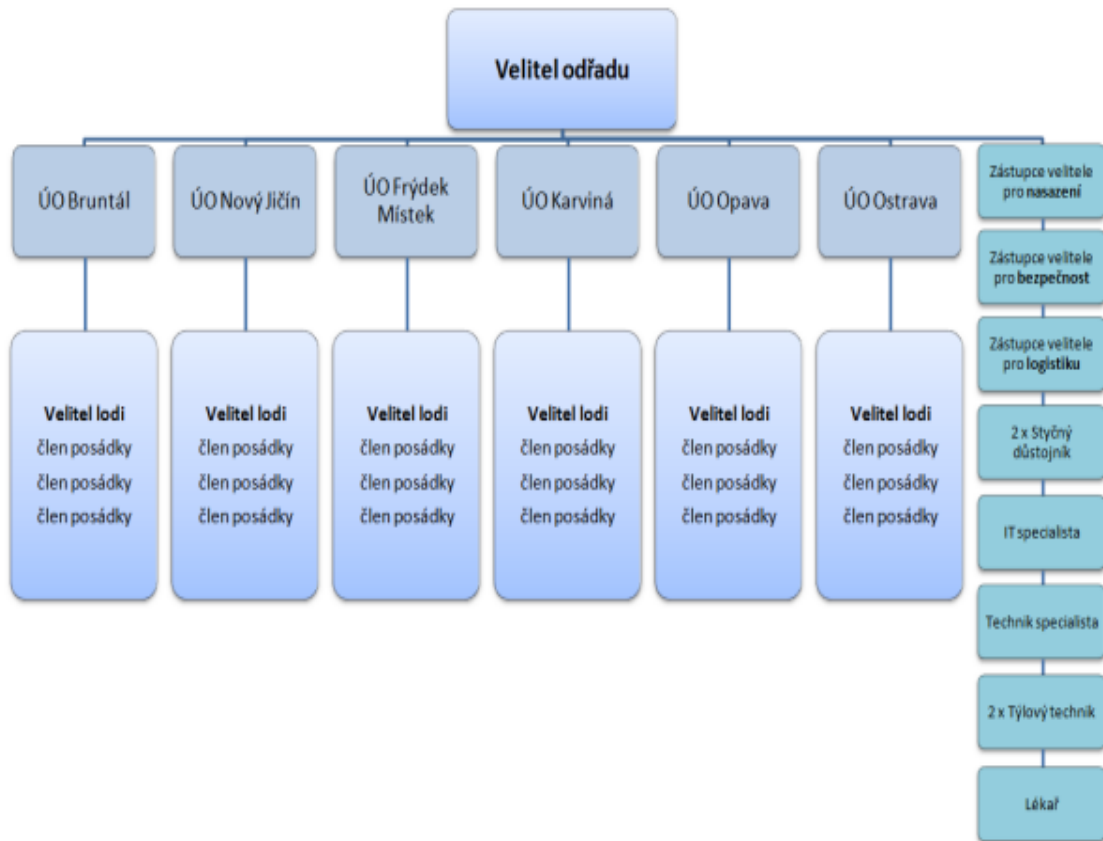 Velitel odřadu
ÚO Bruntál
ÚO Nový Jičín
ÚO Frýdek
Místek
ÚO Karviná
ÚO Opava
ÚO Ostrava
Velitel lodi
člen posádky
člen posádky
člen posádky
Velitel lodi
člen posádky
člen posádky
člen posádky
Velitel lodi
člen posádky
člen posádky
člen posádky
Velitel lodi
člen posádky
člen posádky
člen posádky
Velitel lodi
člen posádky
člen posádky
člen posádky
Velitel lodi
člen posádky
člen posádky
člen posádky
Zástupce velitele
pro nasazení
Zástupce velitele
pro bezpečnost
Zástupce velitele
pro logistiku
2 x Styčný
důstojník
IT specialista
Technik specialista
2 x Týlový technik
Lékař